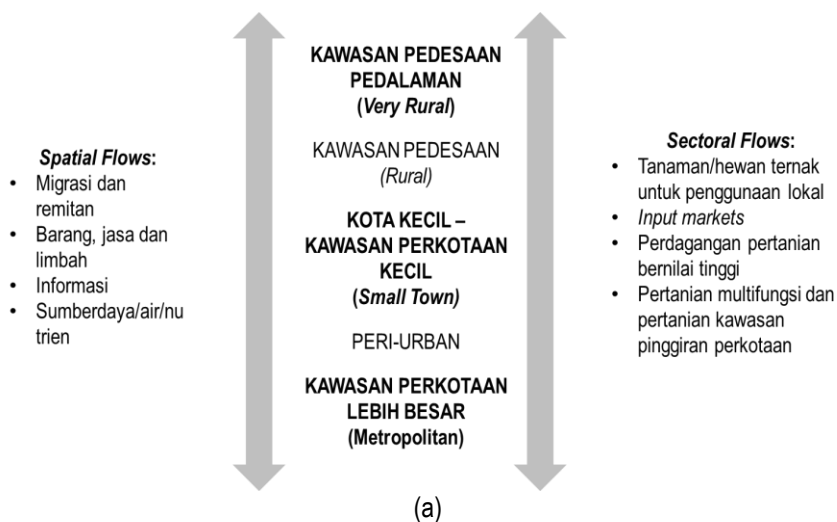 Spatial Flows:
• Migrasi dan
remitan
• Barang, jasa dan
limbah
• Informasi
• Sumberdaya/air/nu
trien
KAWASAN PEDESAAN
PEDALAMAN
(Very Rural)
KAWASAN PEDESAAN
(Rural)
KOTA KECIL –
KAWASAN PERKOTAAN
KECIL
(Small Town)
PERI-URBAN
KAWASAN PERKOTAAN
LEBIH BESAR
(Metropolitan)
Sectoral Flows:
• Tanaman/hewan ternak
untuk penggunaan lokal
• Input markets
• Perdagangan pertanian
bernilai tinggi
• Pertanian multifungsi dan
pertanian kawasan
pinggiran perkotaan
(a)